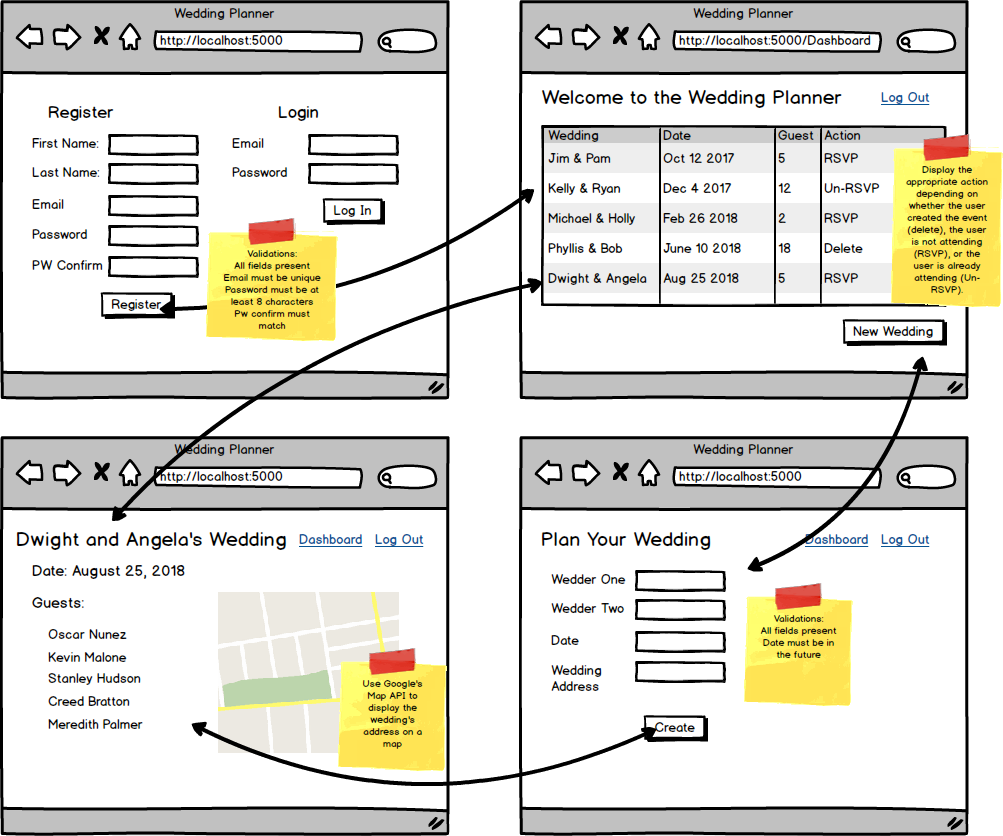 Wedding Planner
http://localhost:5000
Register
Login
First Name:
Email
Last Name:
Password
Email
Log In
Password
PW Confirm
Register
Validations:
All fields present
Email must be unique
Password must be at
least 8 characters
Pw confirm must
match
Wedding Planner
http://localhost:5000/Dashboard
Welcome to the Wedding Planner
Log Out
Wedding Date Guest Action
Jim & Pam Oct 12 2017 5 RSVP
Kelly & Ryan Dec 4 2017 12 Un-RSVP
Michael & Holly Feb 26 2018 2 RSVP
Phyllis & Bob June 10 2018 18 Delete
Dwight & Angela Aug 25 2018 5 RSVP
Display the
appropriate action
depending on
whether the user
created the event
(delete), the user
is not attending
(RSVP), or the
user is already
attending (Un-
RSVP).
New Wedding
Wedding Planner
http://localhost:5000
Dwight and Angela's Wedding
Dashboard
Log Out
Date: August 25, 2018
Guests:
Oscar Nunez
Kevin Malone
Stanley Hudson
Creed Bratton
Meredith Palmer
Use Google's
Map API to
display the
wedding's
address on a
map
Wedding Planner
http://localhost:5000
Plan Your Wedding
Dashboard
Log Out
Wedder One
Wedder Two
Date
Wedding
Address
Create
Validations:
All fields present
Date must be in
the future